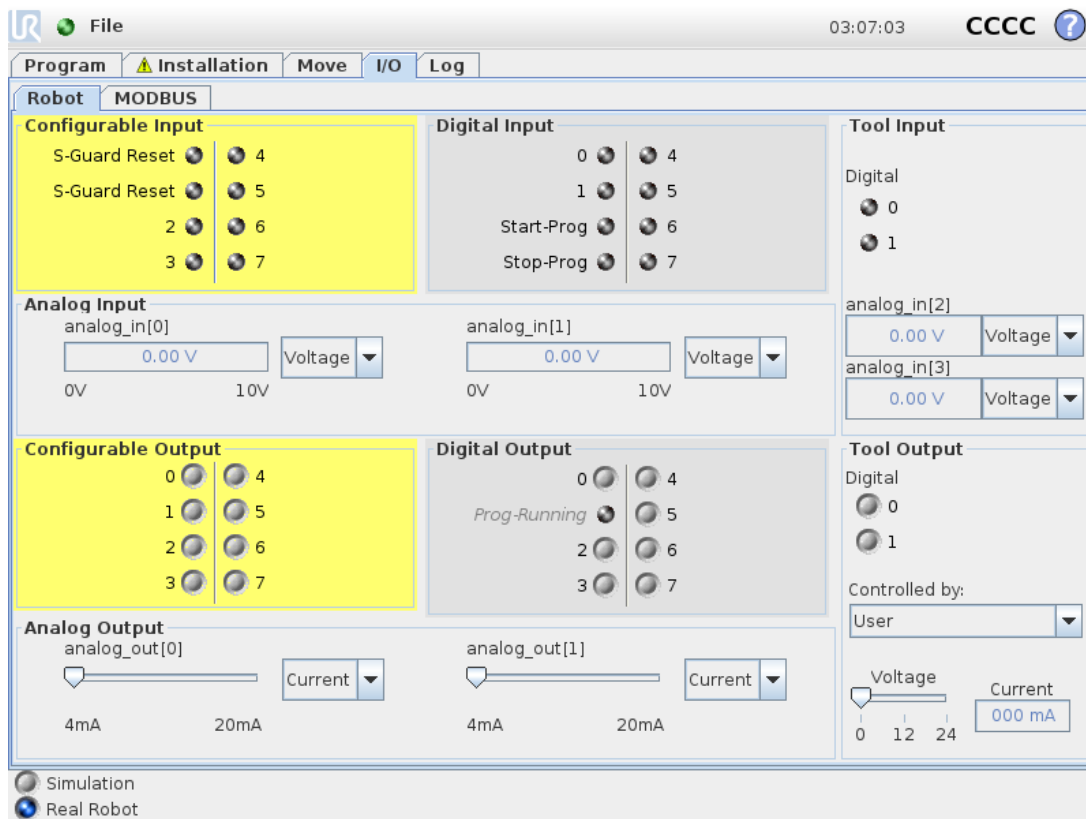 UR File 03:07:03 CCCC ?
Program Installation Move I/O Log
Robot MODBUS
Configurable Input
S-Guard Reset 4
S-Guard Reset 5
2 6
3 7
Digital Input
0 4
1 5
Start-Prog 6
Stop-Prog 7
Tool Input
Digital
0
1
analog_in[2]
0.00 V Voltage
analog_in[3]
0.00 V Voltage
Analog Input
analog_in[0]
0.00 V Voltage
0V 10V
analog_in[1]
0.00 V Voltage
0V 10V
Configurable Output
0 4
1 5
2 6
3 7
Digital Output
0 4
Prog-Running 5
2 6
3 7
Tool Output
Digital
0
1
Controlled by:
User
Voltage
0 12 24
Current
000 mA
Analog Output
analog_out[0]
Current
4mA 20mA
analog_out[1]
Current
4mA 20mA
Simulation
Real Robot